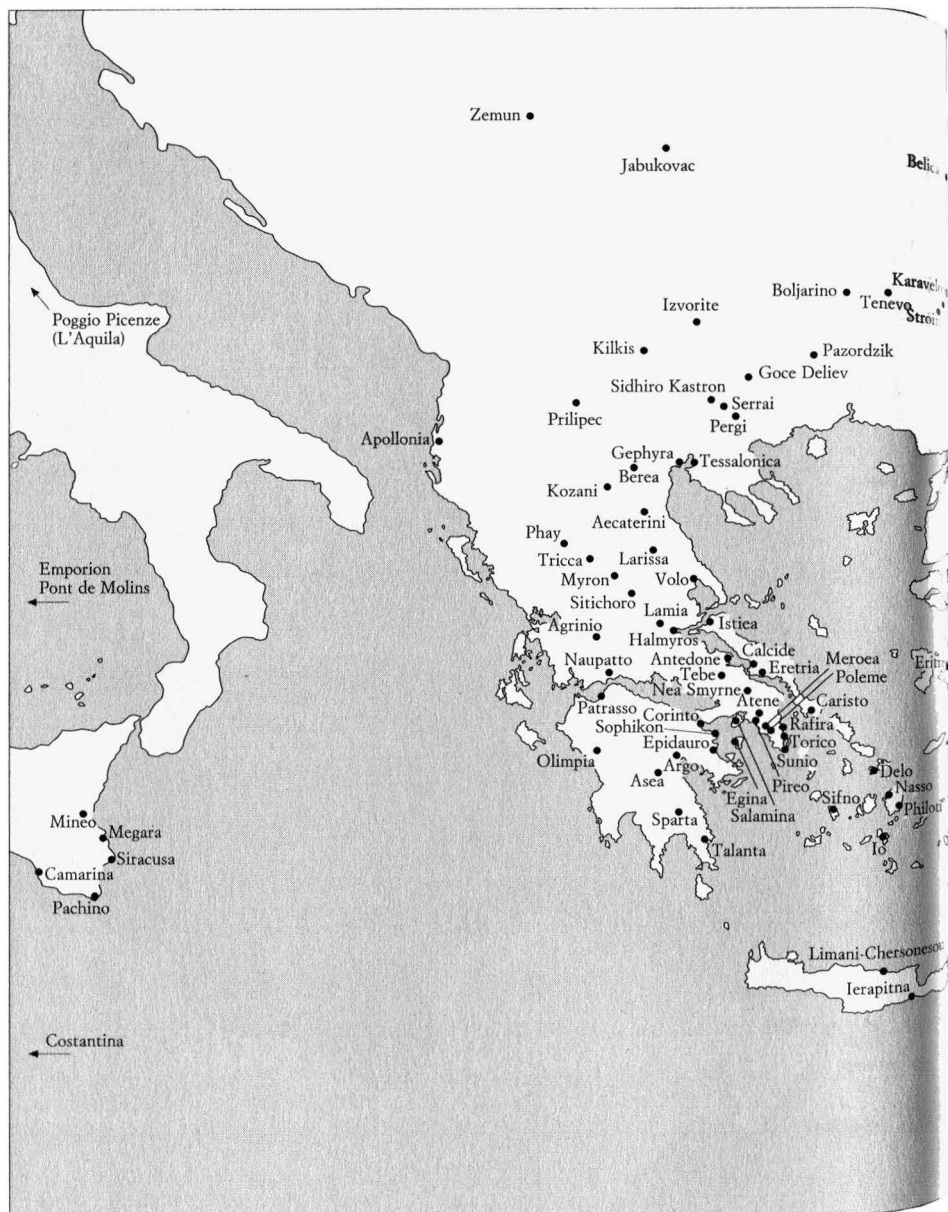 Zemun
Jabukovac
Poggio Picenze
(L'Aquila)
Izvorite
Boljarino
Tenevo
Kilkis
Pazordzik
Goce Deliev
Sidhiro Kastron
Serrai
Pergi
Prilipec
Apollonia
Gephyra
Tessalonica
Berea
Kozani
Aecaterini
Phay
Tricca
Larissa
Myron
Volo
Sitichoro
Emporion
Pont de Molins
Lamia
Istiea
Agrinio
Halmyros
Calcide
Meroea
Naupatto
Antedone
Eretria
Poleme
Tebe
Nea Smyrne
Patrasso
Atene
Caristo
Corinto
Rafira
Sophikon
Torico
Epidauro
Sunio
Olimpia
Argo
Pireo
Delo
Asea
Egina
Salamina
Nasso
Sifno
Mineo
Sparta
Megara
Talanta
Io
Siracusa
Camarina
Pachino
Ierapitna
Costantina